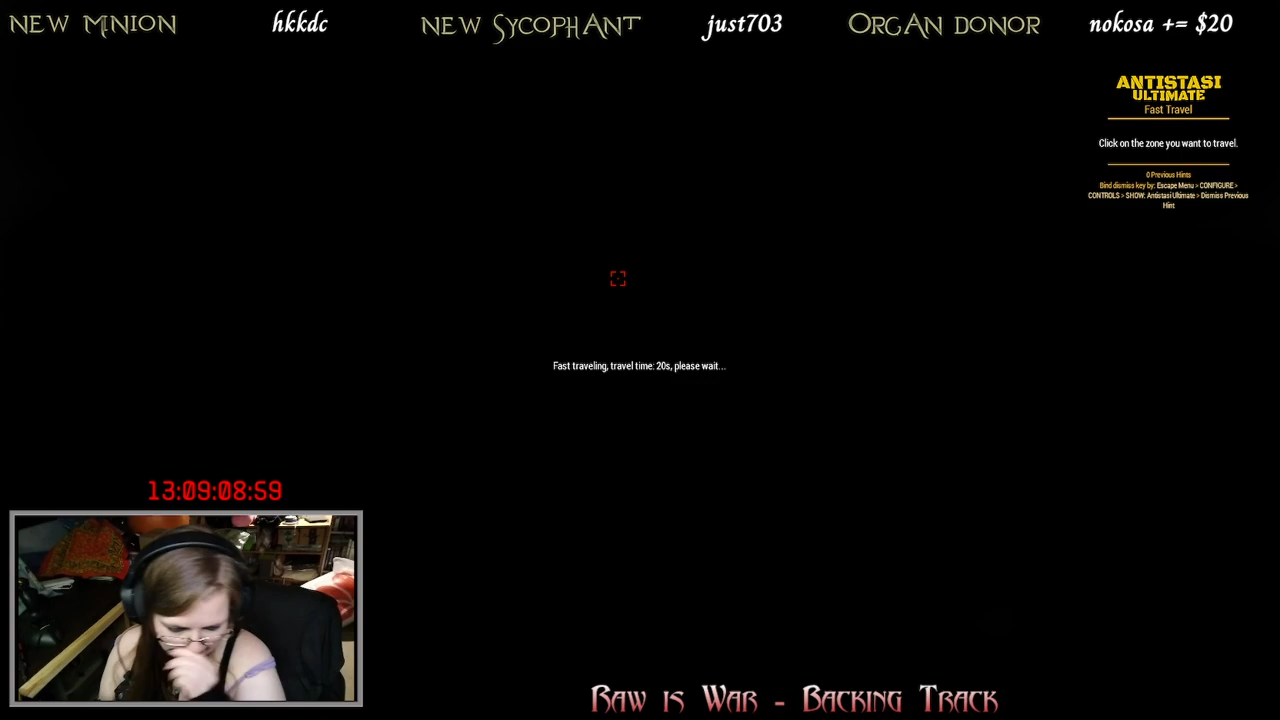 NEW MINION hkkdc NEW SYCOPHANT just703 ORGAN DONOR nokosa += $20
ANTISTASI
ULTIMATE
Fast Travel
Click on the zone you want to travel.
0 Previous Hints
Bind dismiss key by: Escape Menu > CONFIGURE >
CONTROLS > SHOW: Antistasi Ultimate > Dismiss Previous
Hint
Fast traveling, travel time: 20s, please wait...
13:09:08:59
RAW IS WAR - BACKING TRACK